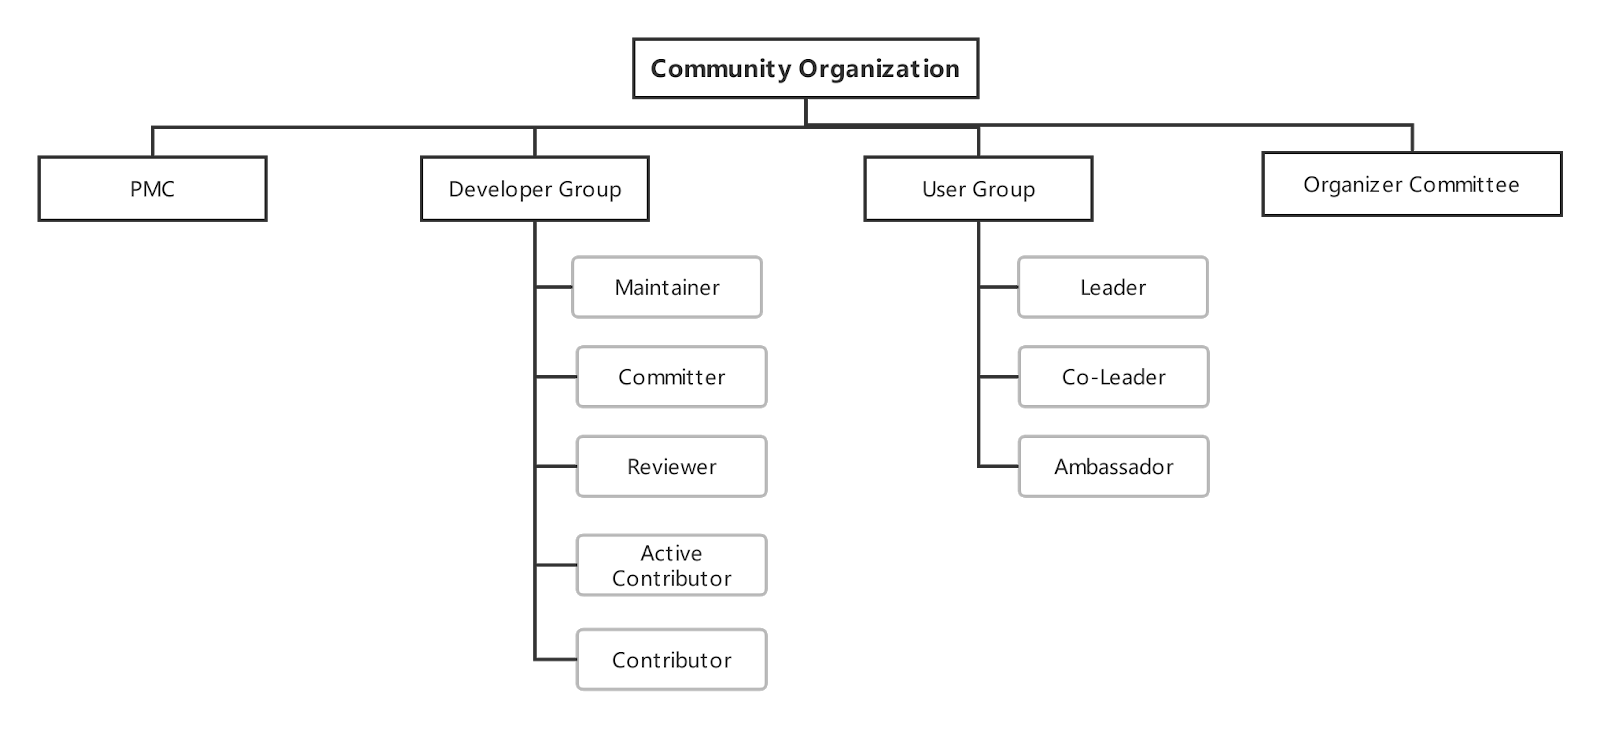 Community Organization
PMC
Developer Group
User Group
Organizer Committee
Maintainer
Leader
Committer
Co-Leader
Reviewer
Ambassador
Active
Contributor
Contributor